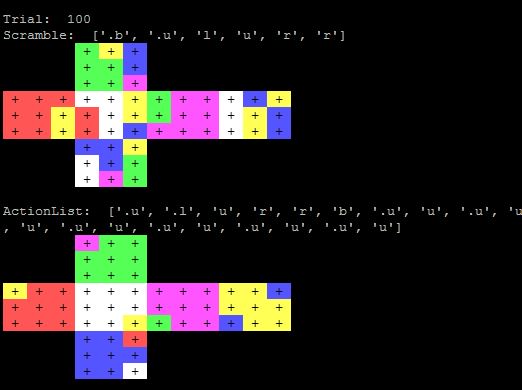 Trial:  100
Scramble:  ['.b', '.u', 'l', 'u', 'r', 'r']
+ + +
+ + +
+ + +
+ + + + + + + + + + + +
+ + + + + + + + + + + +
+ + + + + + + + + + + +
+ + +
+ + +
+ + +
ActionList:  ['.u', '.l', 'u', 'r', 'r', 'b', '.u', 'u', '.u', 'u
, 'u', '.u', 'u', '.u', 'u', '.u', 'u', '.u', 'u']
+ + +
+ + +
+ + +
+ + + + + + + + + + + +
+ + + + + + + + + + + +
+ + + + + + + + + + + +
+ + +
+ + +
+ + +